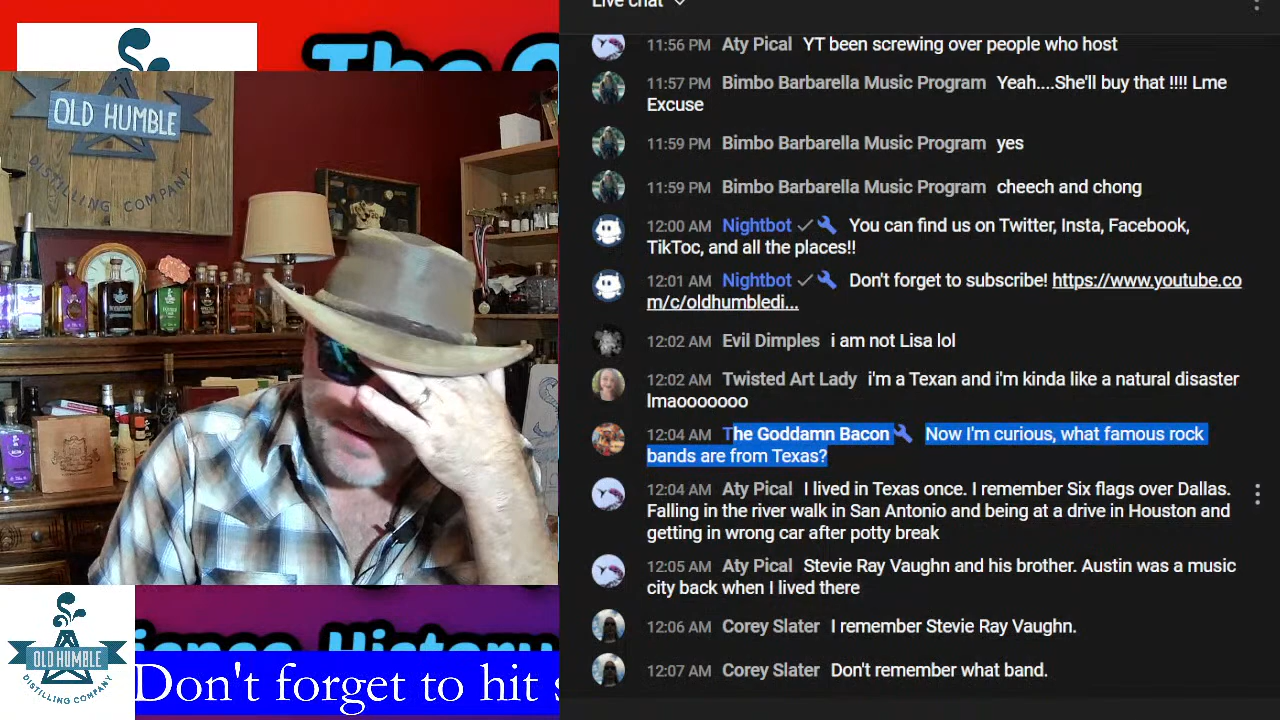 The
OLD HUMBLE
DISTILLING COMPANY
OLD HUMBLE
DISTILLING COMPANY
ience, History
Don't forget to hit s
Live chat
11:56 PM Aty Pical YT been screwing over people who host
11:57 PM Bimbo Barbarella Music Program Yeah....She'll buy that !!!! Lme
Excuse
11:59 PM Bimbo Barbarella Music Program yes
11:59 PM Bimbo Barbarella Music Program cheech and chong
12:00 AM Nightbot You can find us on Twitter, Insta, Facebook,
TikToc, and all the places!!
12:01 AM Nightbot Don't forget to subscribe! https://www.youtube.co
m/c/oldhumbledi...
12:02 AM Evil Dimples i am not Lisa lol
12:02 AM Twisted Art Lady i'm a Texan and i'm kinda like a natural disaster
lmaooooooo
12:04 AM The Goddamn Bacon Now I'm curious, what famous rock
bands are from Texas?
12:04 AM Aty Pical I lived in Texas once. I remember Six flags over Dallas.
Falling in the river walk in San Antonio and being at a drive in Houston and
getting in wrong car after potty break
12:05 AM Aty Pical Stevie Ray Vaughn and his brother. Austin was a music
city back when I lived there
12:06 AM Corey Slater I remember Stevie Ray Vaughn.
12:07 AM Corey Slater Don't remember what band.